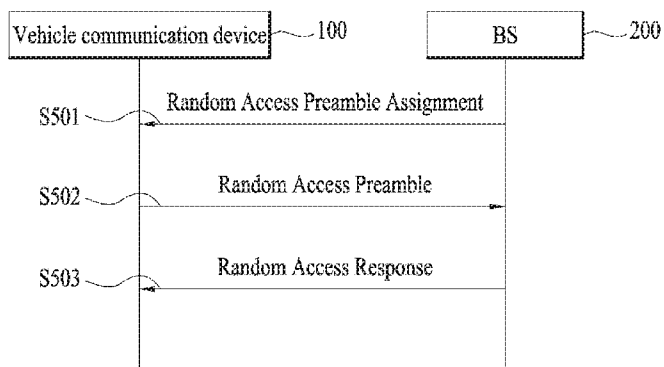 Vehicle communication device 100
BS 200
Random Access Preamble Assignment
S501
Random Access Preamble
S502
Random Access Response
S503